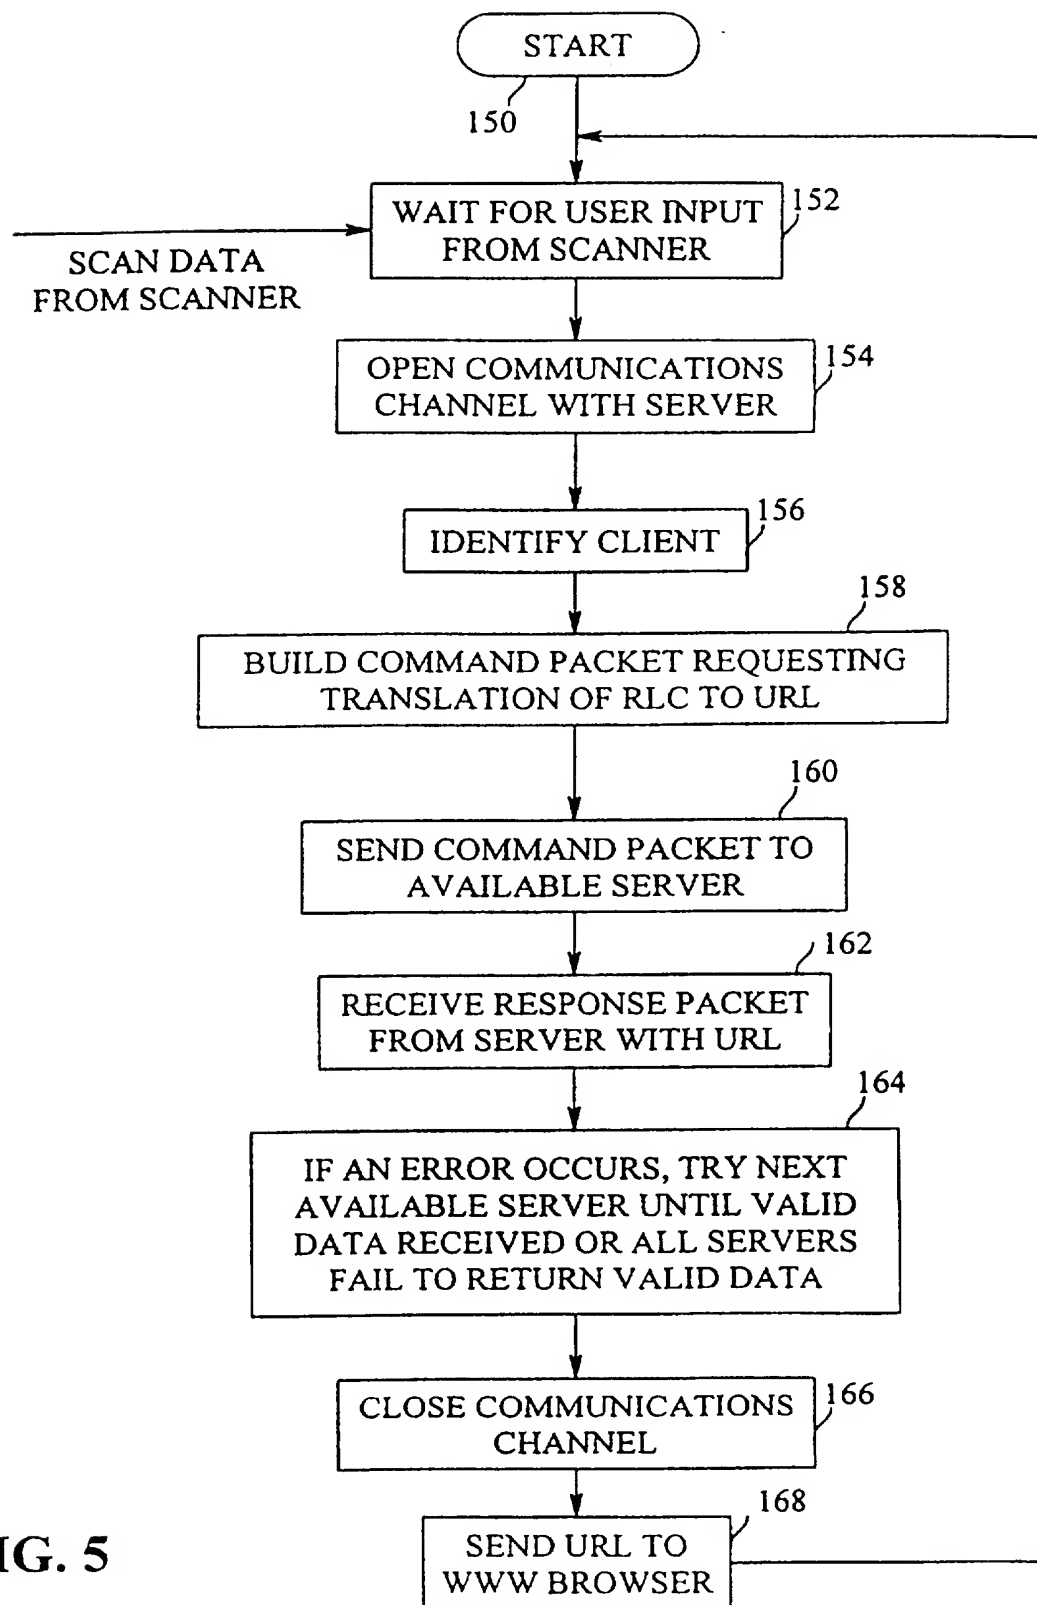 START
150
WAIT FOR USER INPUT
FROM SCANNER
152
SCAN DATA
FROM SCANNER
OPEN COMMUNICATIONS
CHANNEL WITH SERVER
154
IDENTIFY CLIENT
156
158
BUILD COMMAND PACKET REQUESTING
TRANSLATION OF RLC TO URL
160
SEND COMMAND PACKET TO
AVAILABLE SERVER
162
RECEIVE RESPONSE PACKET
FROM SERVER WITH URL
164
IF AN ERROR OCCURS, TRY NEXT
AVAILABLE SERVER UNTIL VALID
DATA RECEIVED OR ALL SERVERS
FAIL TO RETURN VALID DATA
CLOSE COMMUNICATIONS
CHANNEL
166
168
SEND URL TO
WWW BROWSER
IG. 5